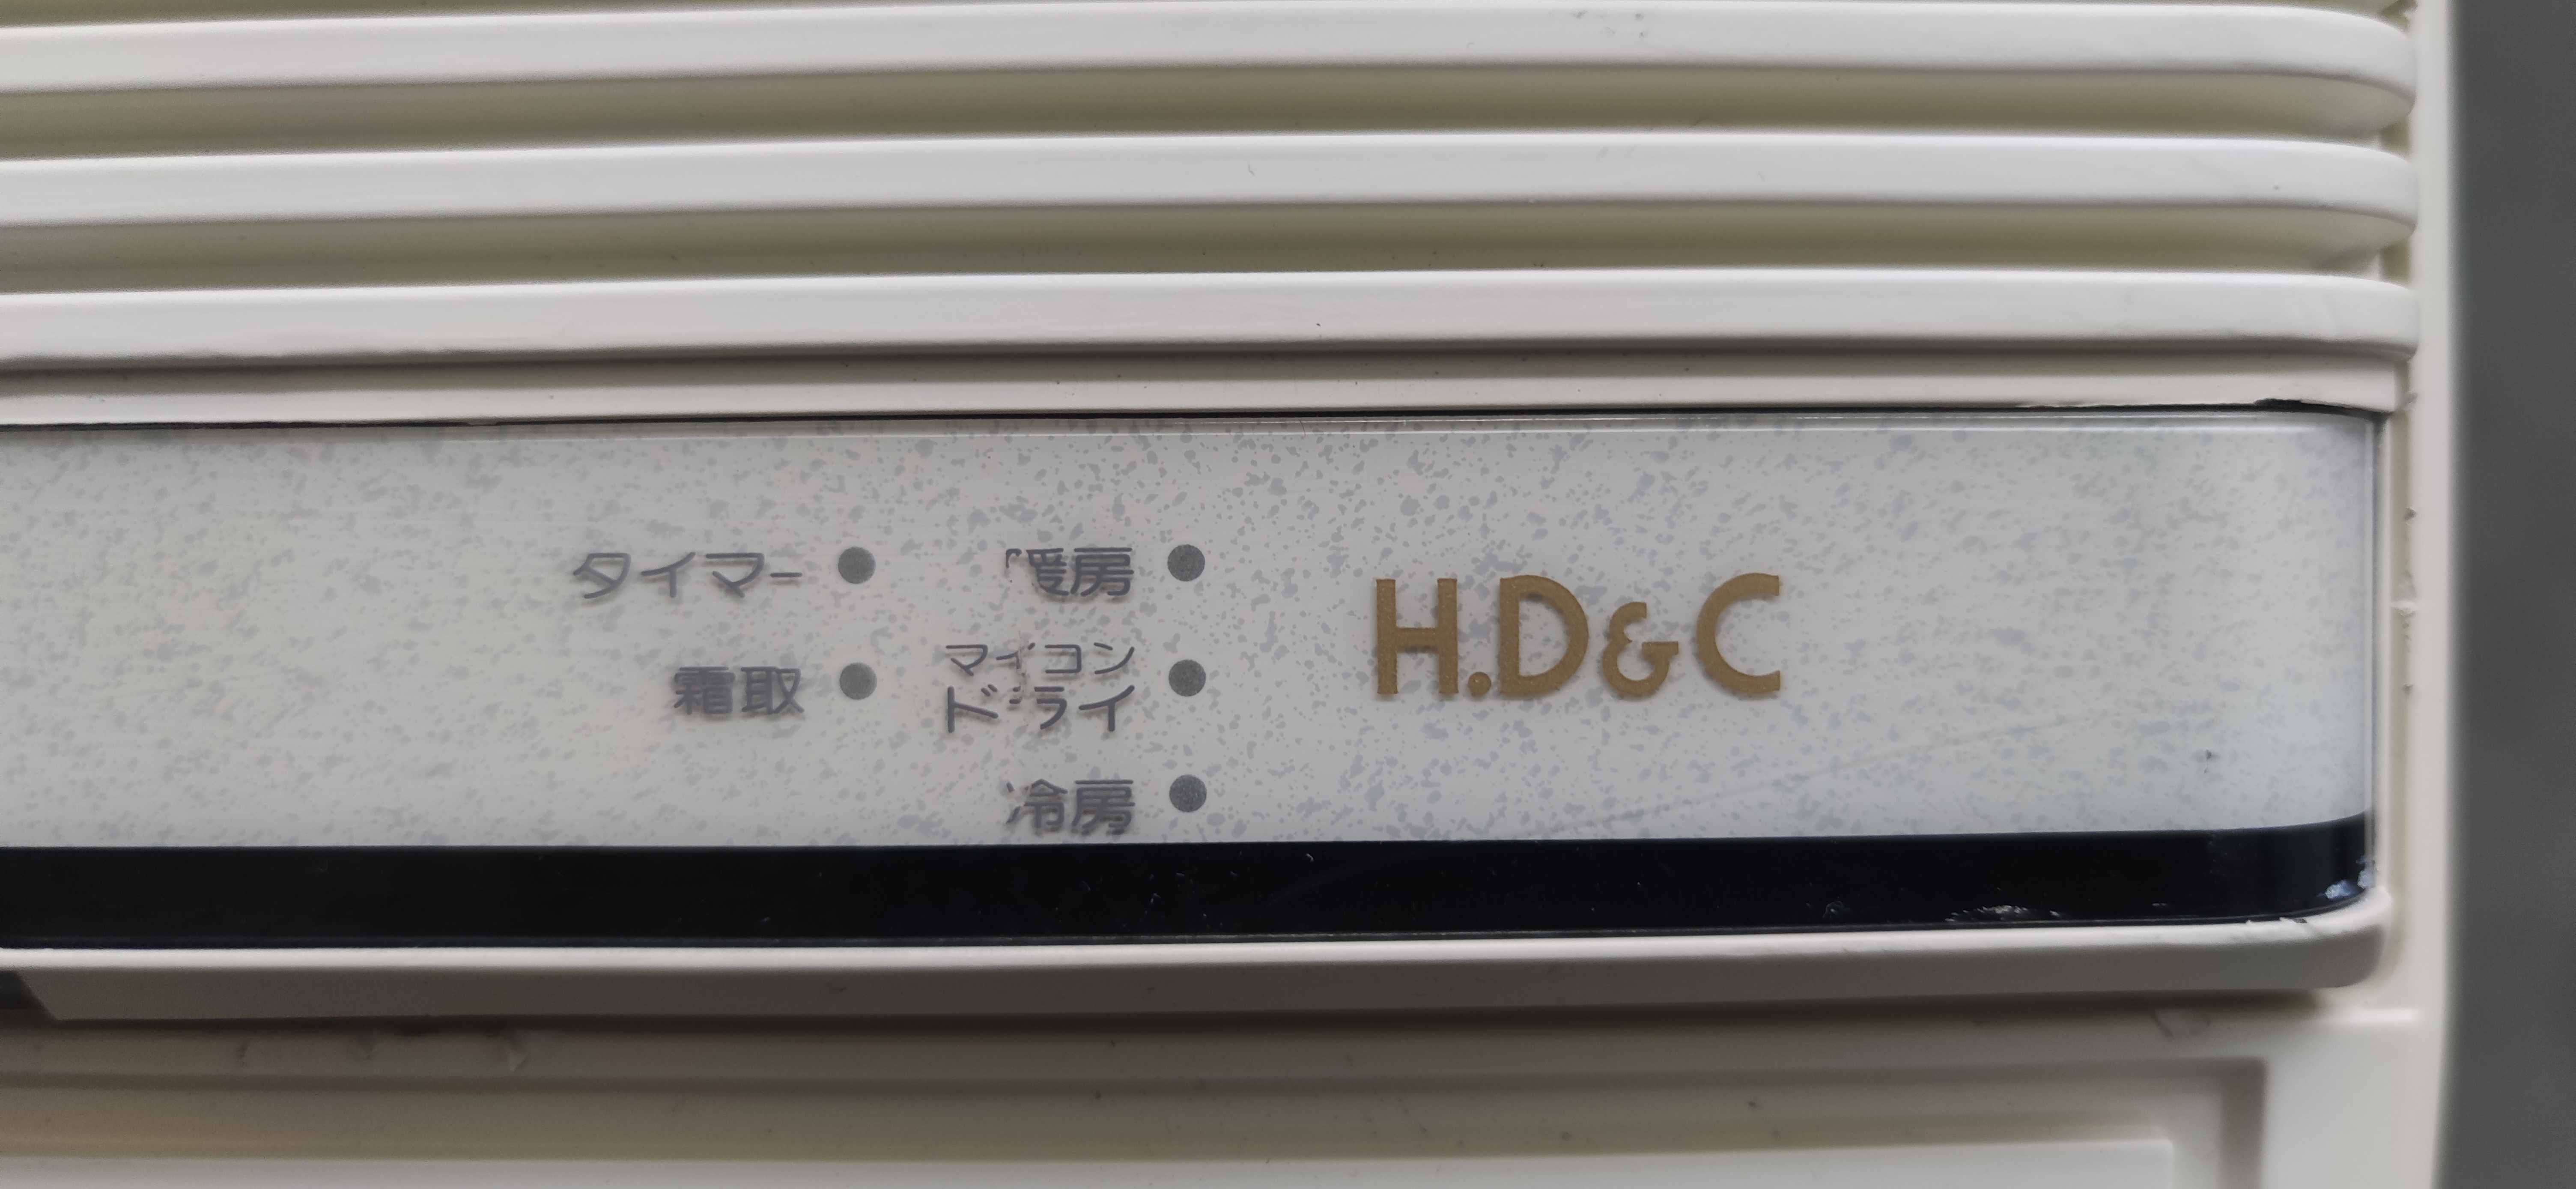 タイマー
暖房
霜取
マイコン
ドライ
冷房
H.D&C